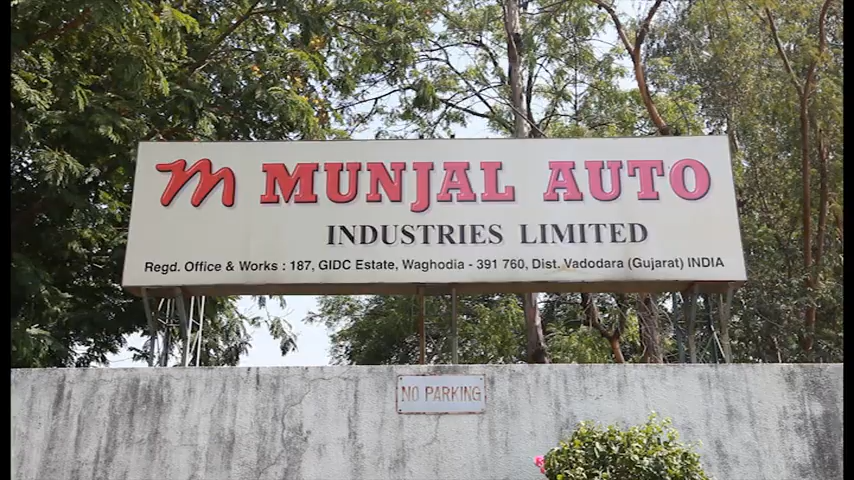 m MUNJAL AUTO
INDUSTRIES LIMITED
Regd. Office & Works : 187, GIDC Estate, Waghodia - 391 760, Dist. Vadodara (Gujarat) INDIA
NO PARKING